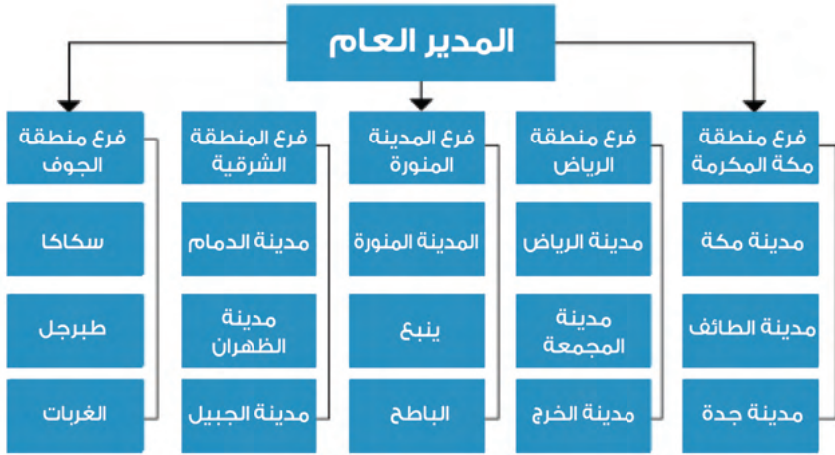 المدير العام
فرع منطقة
مكة المكرمة
فرع منطقة
الرياض
فرع المدينة
المنورة
فرع المنطقة
الشرقية
فرع منطقة
الجوف
مدينة مكة
مدينة الرياض
المدينة المنورة
مدينة الدمام
سكاكا
مدينة الطائف
مدينة
المجمعة
ينبع
مدينة
الظهران
طبرجل
مدينة جدة
مدينة الخرج
الباطح
مدينة الجبيل
الغربات